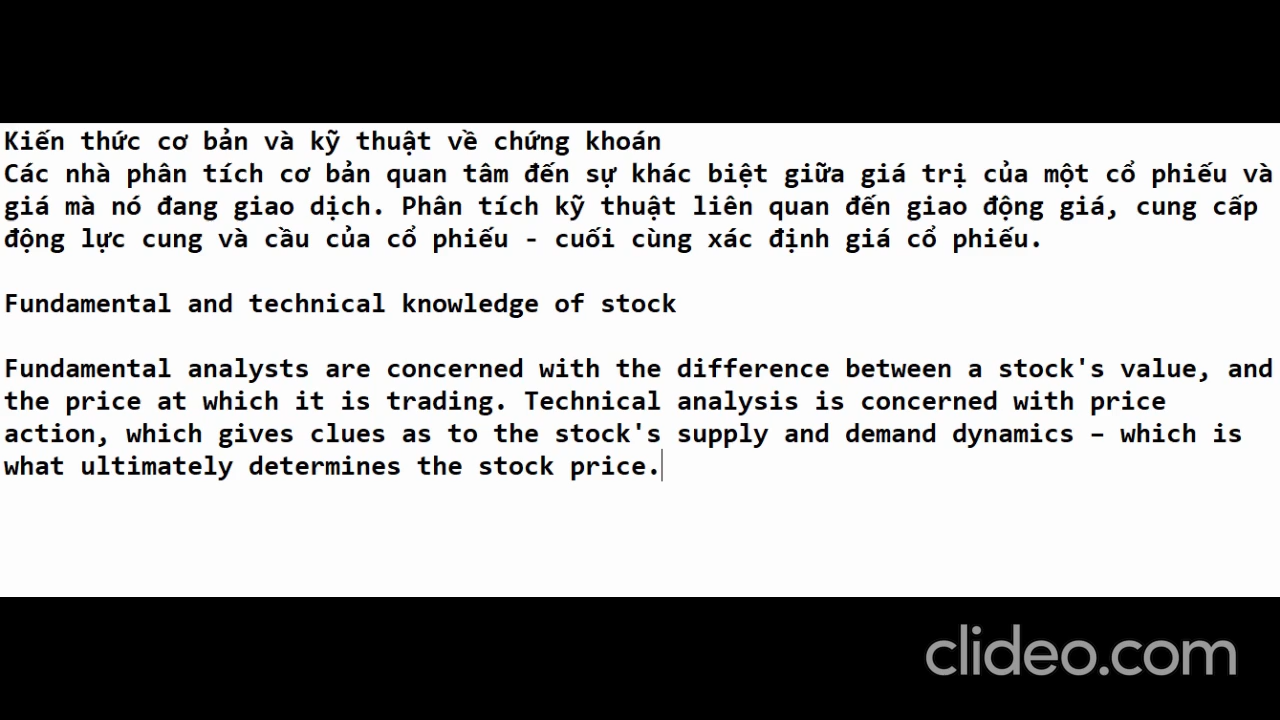 Kiến thức cơ bản và kỹ thuật về chứng khoán
Các nhà phân tích cơ bản quan tâm đến sự khác biệt giữa giá trị của một cổ phiếu và
giá mà nó đang giao dịch. Phân tích kỹ thuật liên quan đến giao động giá, cung cấp
động lực cung và cầu của cổ phiếu - cuối cùng xác định giá cổ phiếu.
Fundamental and technical knowledge of stock
Fundamental analysts are concerned with the difference between a stock's value, and
the price at which it is trading. Technical analysis is concerned with price
action, which gives clues as to the stock's supply and demand dynamics – which is
what ultimately determines the stock price.
clideo.com